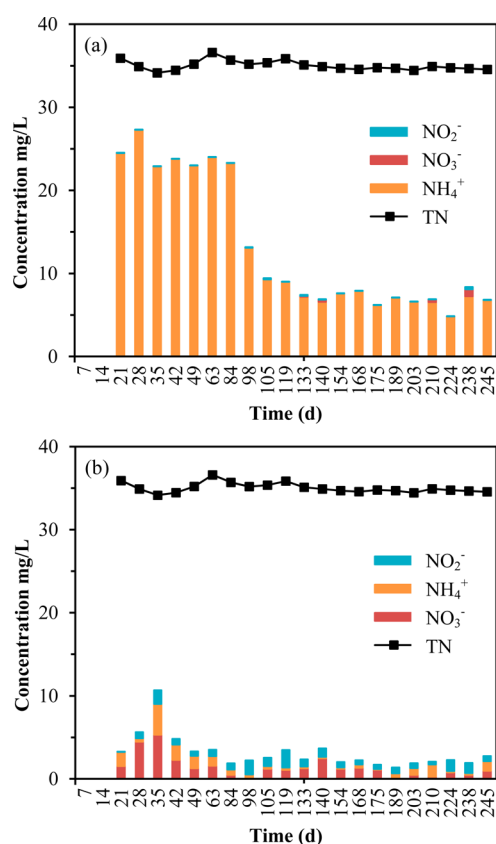 40
(a)
30
20
10
0
Concentration mg/L
NO₂⁻
NO₃⁻
NH₄⁺
TN
7 14 21 28 35 42 49 63 84 98 105 119 133 140 154 168 175 189 203 210 224 238 245
Time (d)
40
(b)
30
20
10
0
Concentration mg/L
NO₂⁻
NH₄⁺
NO₃⁻
TN
7 14 21 28 35 42 49 63 84 98 105 119 133 140 154 168 175 189 203 210 224 238 245
Time (d)